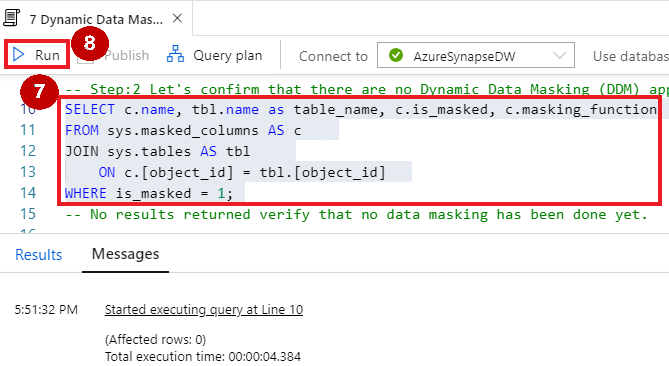 7 Dynamic Data Mas...
8
Run Publish Query plan Connect to AzureSynapseDW Use databas
7
-- Step:2 Let's confirm that there are no Dynamic Data Masking (DDM) app
10 SELECT c.name, tbl.name as table_name, c.is_masked, c.masking_function
11 FROM sys.masked_columns AS c
12 JOIN sys.tables AS tbl
13 ON c.[object_id] = tbl.[object_id]
14 WHERE is_masked = 1;
15 -- No results returned verify that no data masking has been done yet.
16
Results Messages
5:51:32 PM Started executing query at Line 10
(Affected rows: 0)
Total execution time: 00:00:04.384